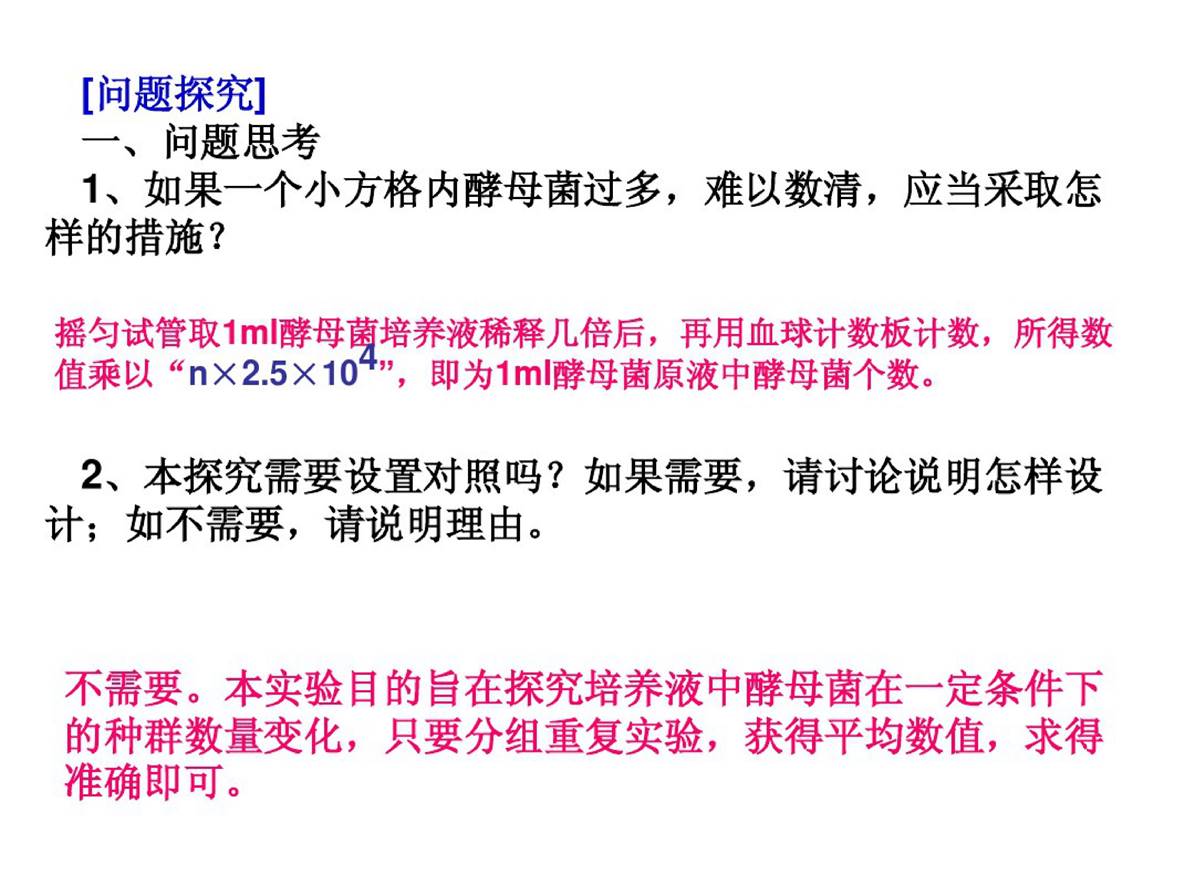 [问题探究]
一、问题思考
1、如果一个小方格内酵母菌过多，难以数清，应当采取怎
样的措施？
摇匀试管取1ml酵母菌培养液稀释几倍后，再用血球计数板计数，所得数
值乘以“n×2.5×10⁴”，即为1ml酵母菌原液中酵母菌个数。
2、本探究需要设置对照吗？如果需要，请讨论说明怎样设
计；如不需要，请说明理由。
不需要。本实验目的旨在探究培养液中酵母菌在一定条件下
的种群数量变化，只要分组重复实验，获得平均数值，求得
准确即可。